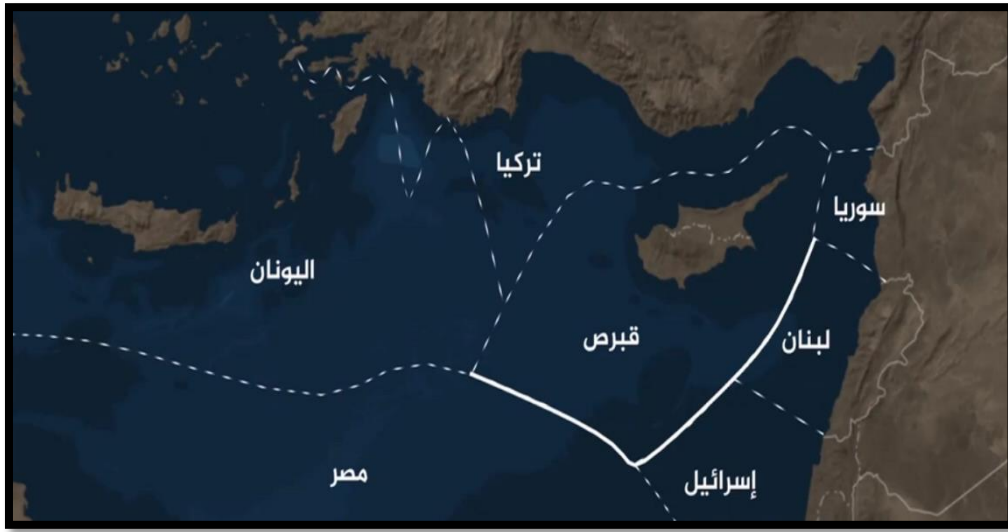 تركيا
سوريا
اليونان
قبرص
لبنان
مصر
إسرائيل